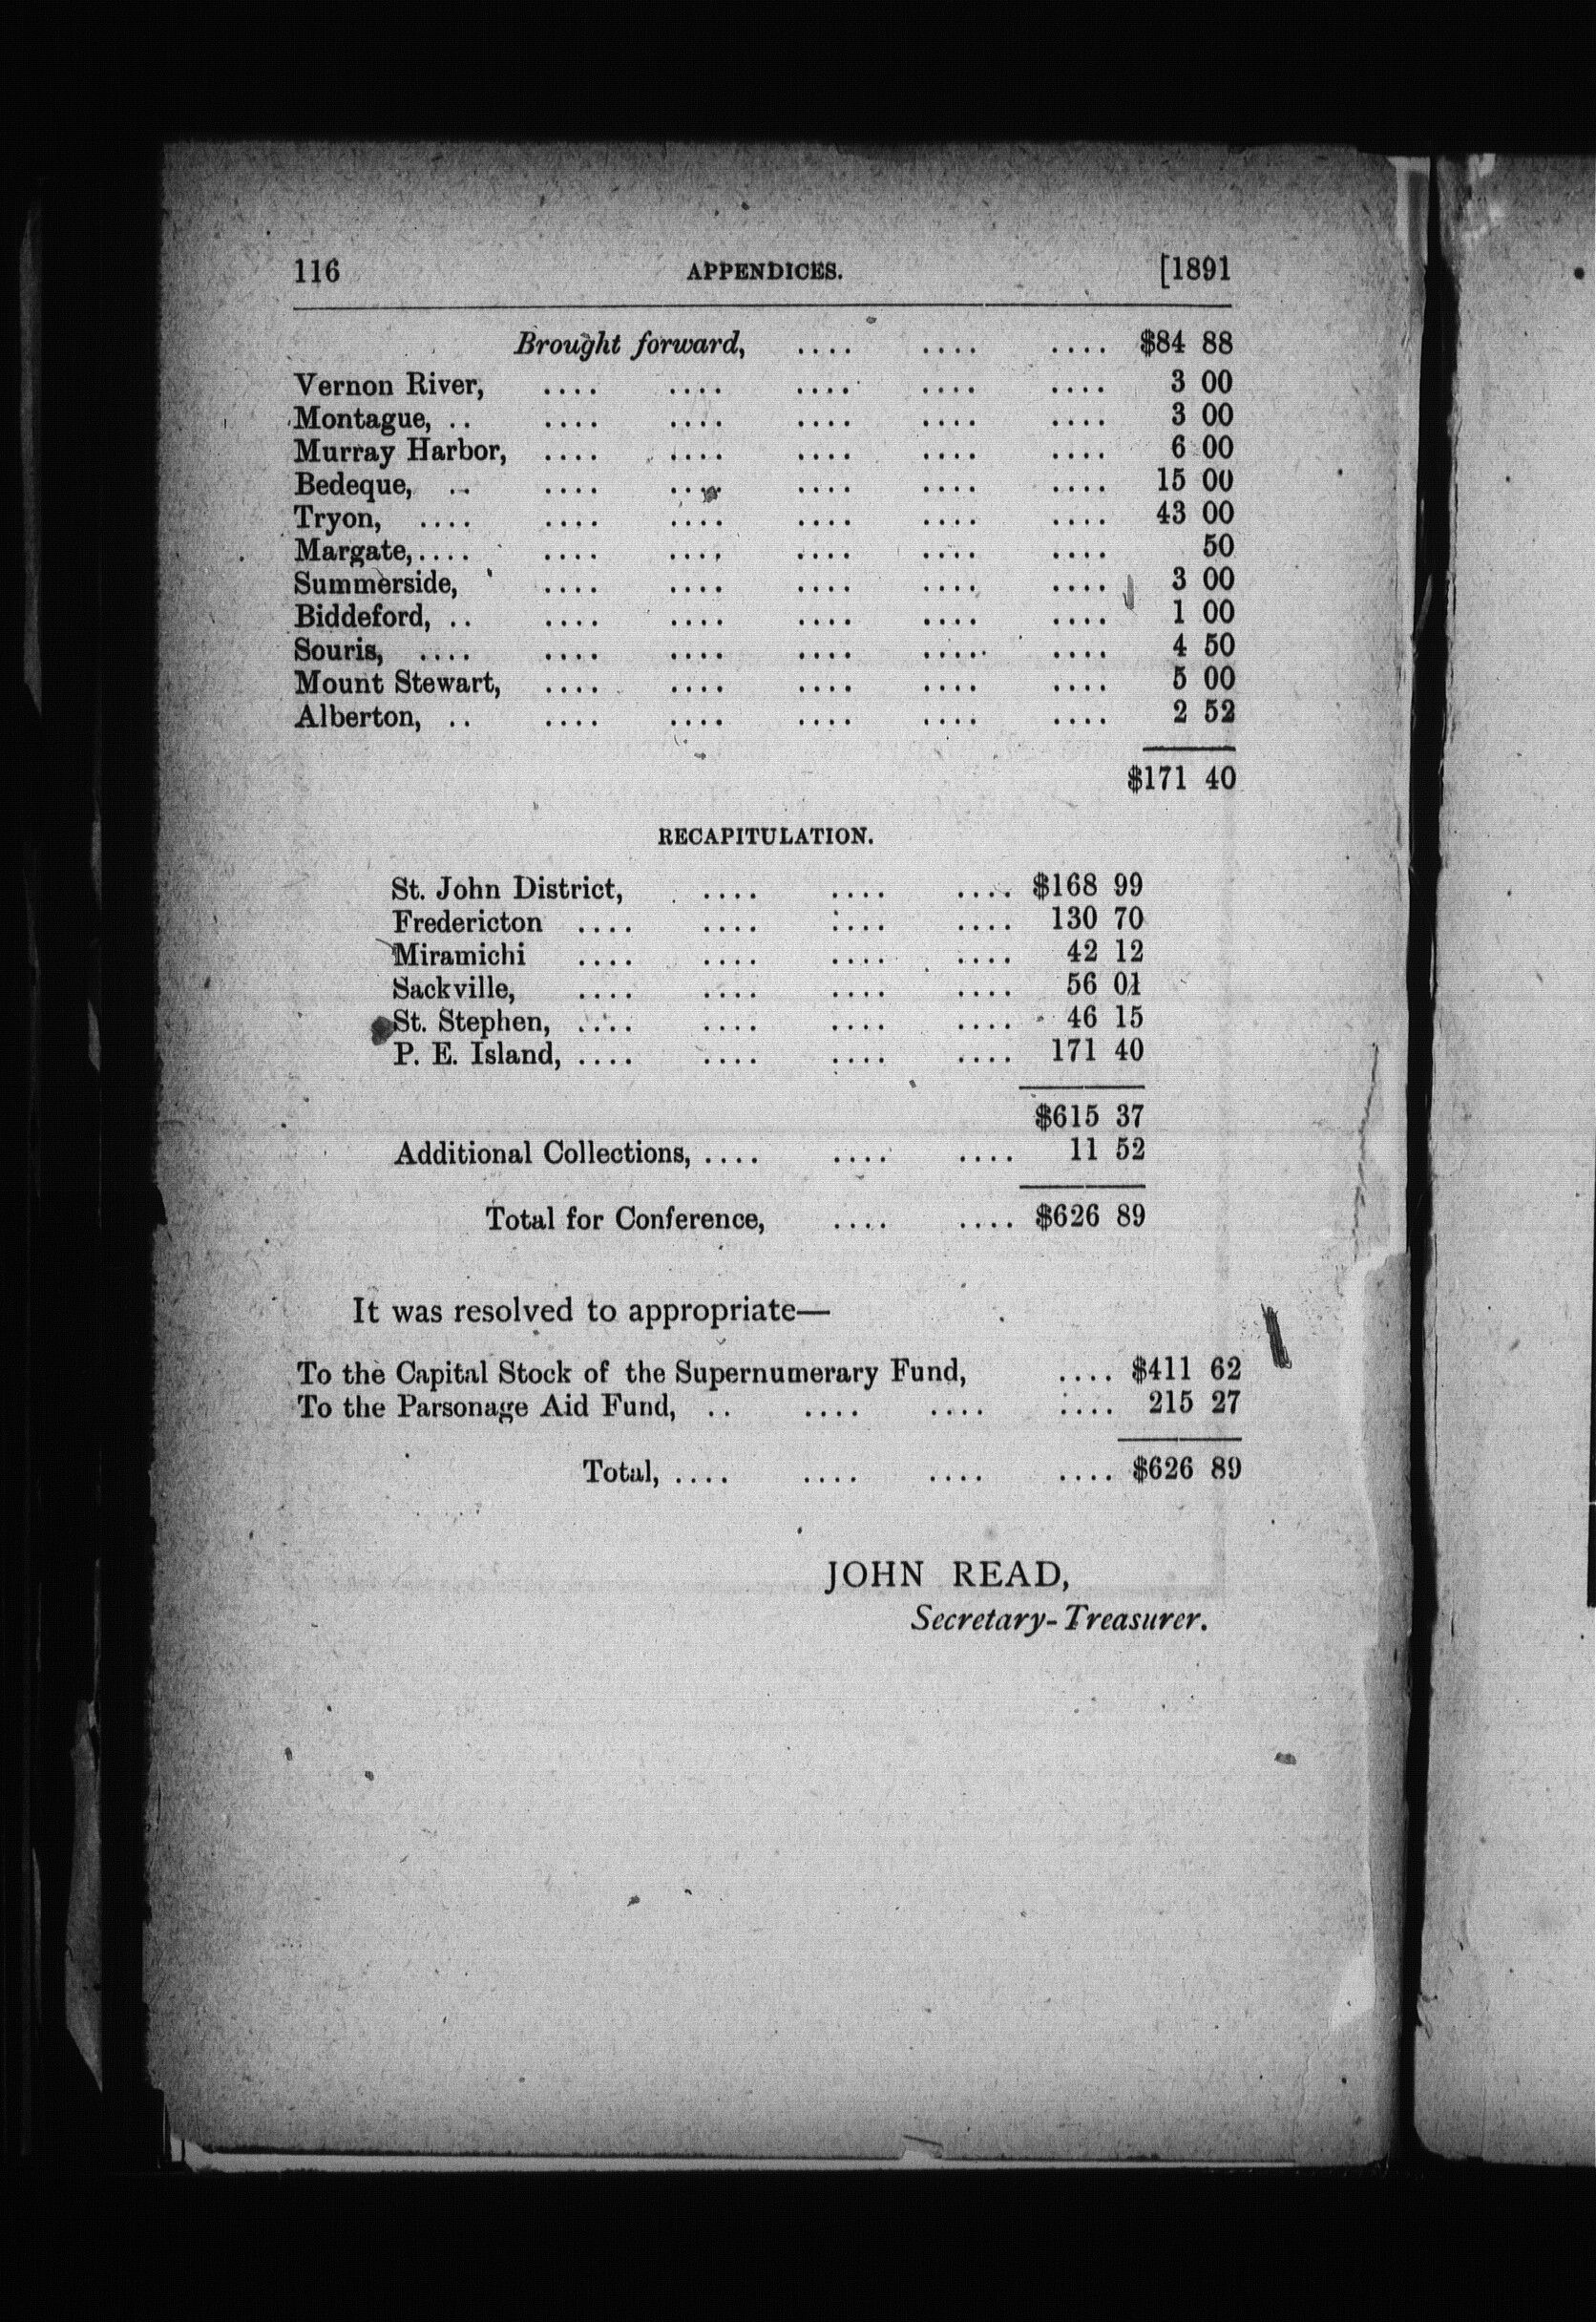 116 APPENDICES. [1891
Brought forward, .... .... .... $84 88
Vernon River, .... .... .... .... .... 3 00
Montague, .. .... .... .... .... .... 3 00
Murray Harbor, .... .... .... .... .... 6 00
Bedeque, .. .... .... .... .... .... 15 00
Tryon, .... .... .... .... .... .... 43 00
Margate, .... .... .... .... .... .... 50
Summerside, .... .... .... .... .... 3 00
Biddeford, .. .... .... .... .... .... 1 00
Souris, .... .... .... .... .... .... 4 50
Mount Stewart, .... .... .... .... .... 5 00
Alberton, .. .... .... .... .... .... 2 52
$171 40
RECAPITULATION.
St. John District, .... .... .... $168 99
Fredericton .... .... .... .... 130 70
Miramichi .... .... .... .... 42 12
Sackville, .... .... .... .... 56 01
St. Stephen, .... .... .... .... 46 15
P. E. Island, .... .... .... .... 171 40
$615 37
Additional Collections, .... .... .... 11 52
Total for Conference, .... .... $626 89
It was resolved to appropriate—
To the Capital Stock of the Supernumerary Fund, .... $411 62
To the Parsonage Aid Fund, .. .... .... .... 215 27
Total, .... .... .... .... $626 89
JOHN READ,
Secretary-Treasurer.